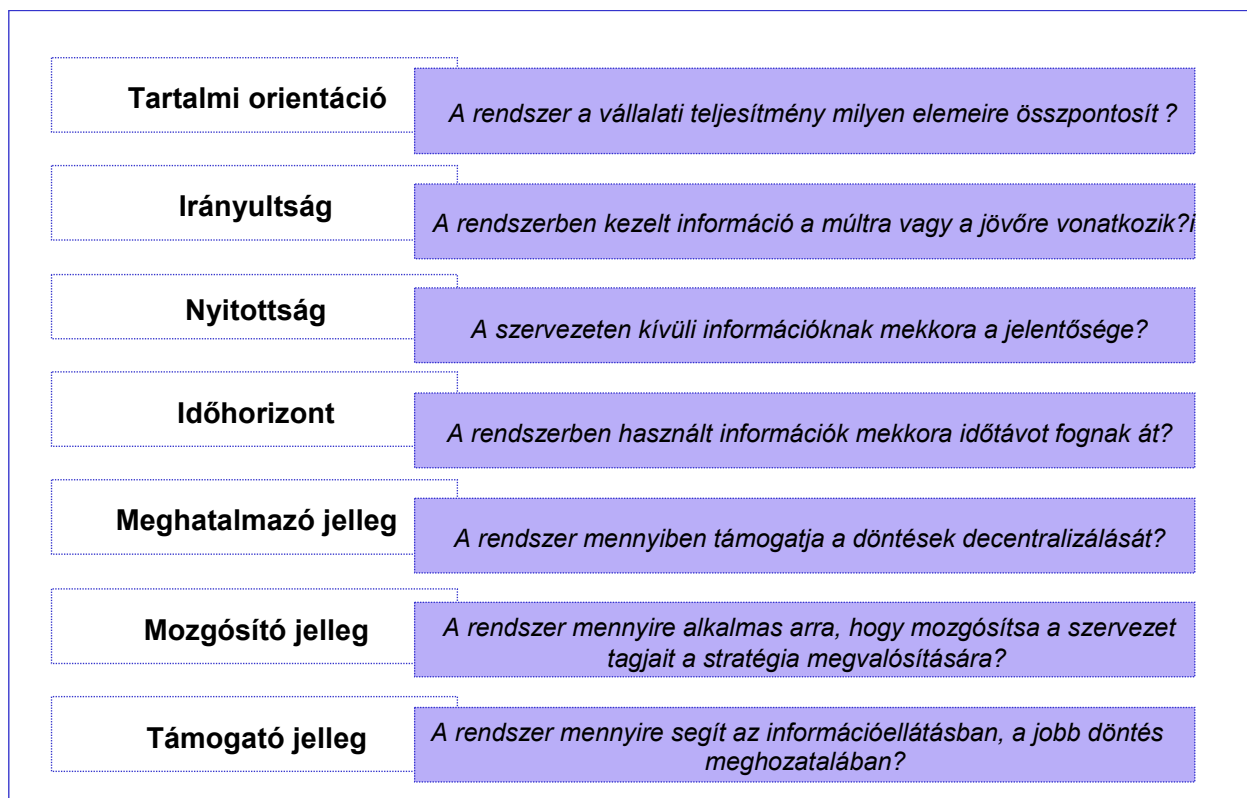 Tartalmi orientáció
A rendszer a vállalati teljesítmény milyen elemeire összpontosít ?
Irányultság
A rendszerben kezelt információ a múltra vagy a jövőre vonatkozik?i
Nyitottság
A szervezeten kívüli információknak mekkora a jelentősége?
Időhorizont
A rendszerben használt információk mekkora időtávot fognak át?
Meghatalmazó jelleg
A rendszer mennyiben támogatja a döntések decentralizálását?
Mozgósító jelleg
A rendszer mennyire alkalmas arra, hogy mozgósítsa a szervezet
tagjait a stratégia megvalósítására?
Támogató jelleg
A rendszer mennyire segít az információellátásban, a jobb döntés
meghozatalában?